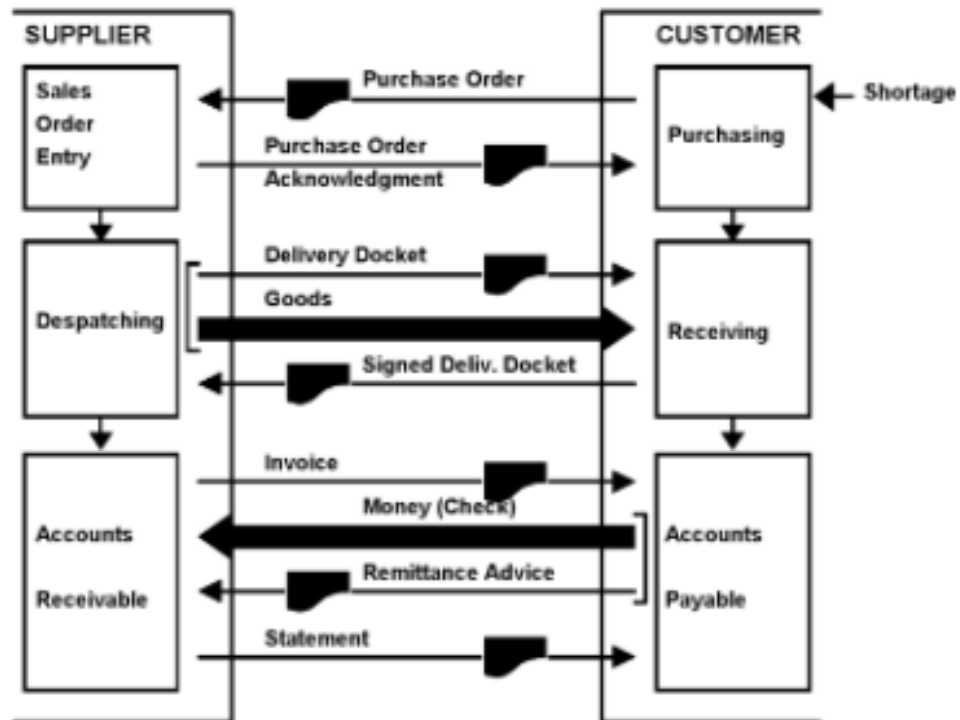 SUPPLIER
CUSTOMER
Sales
Order
Entry
Purchase Order
Purchase Order
Acknowledgment
Purchasing
Shortage
Despatching
Delivery Docket
Goods
Signed Deliv. Docket
Receiving
Accounts
Receivable
Invoice
Money (Check)
Remittance Advice
Statement
Accounts
Payable